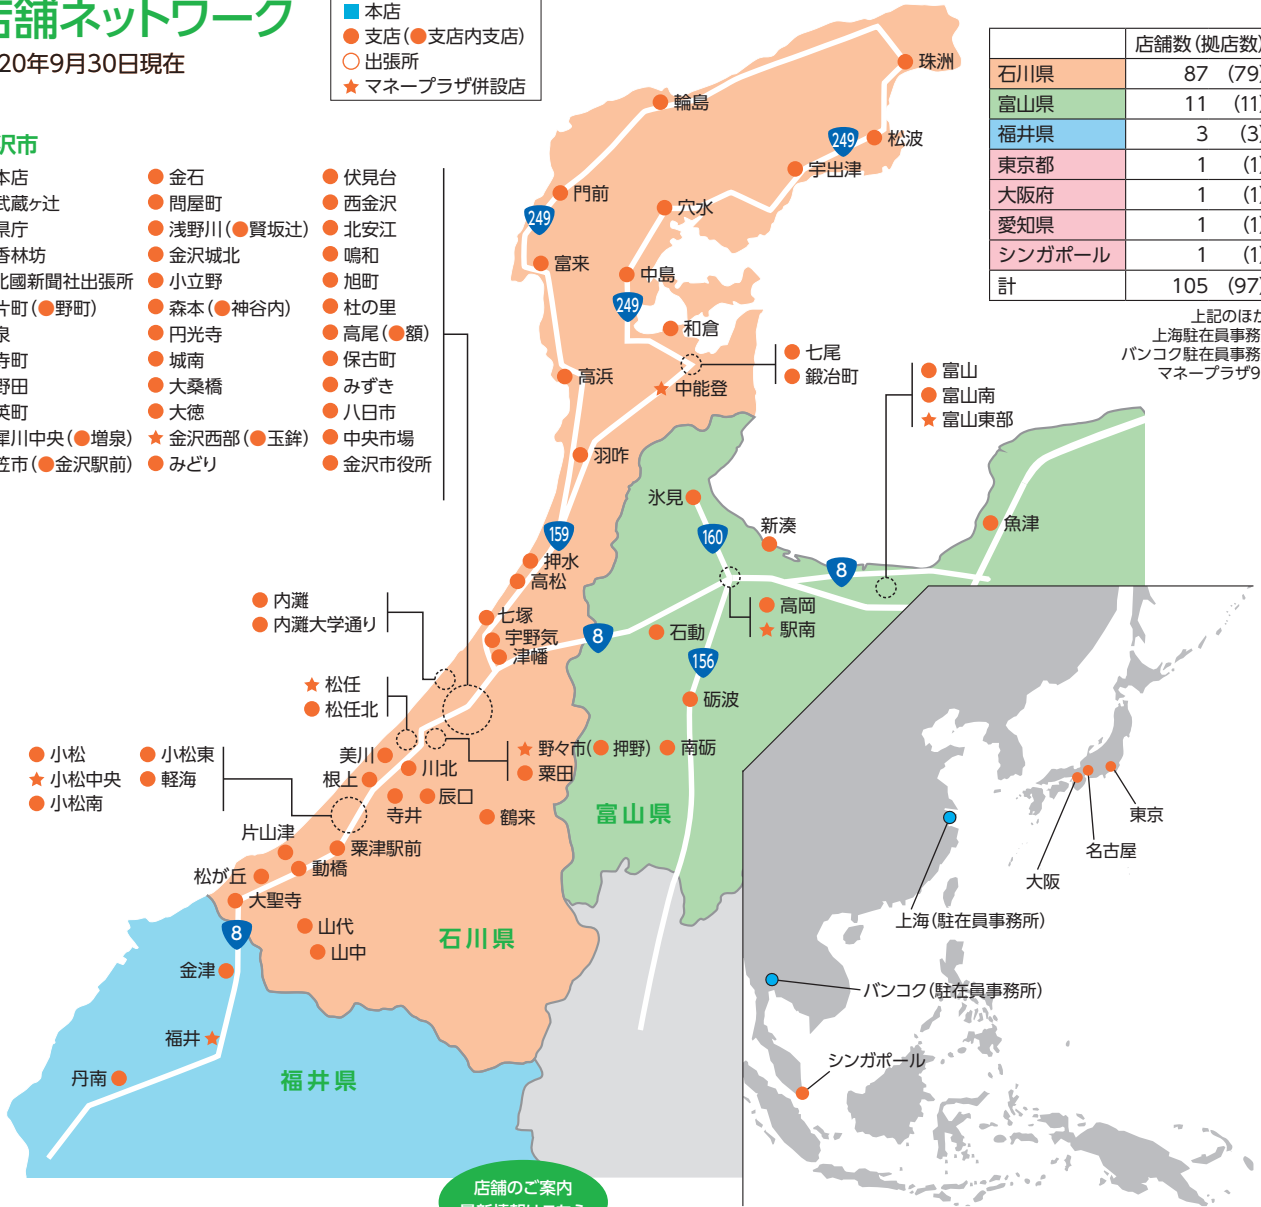 店舗ネットワーク
20年9月30日現在
本店
支店(●支店内支店)
出張所
マネープラザ併設店
店舗数(拠店数)
石川県 87 (79)
富山県 11 (11)
福井県 3 (3)
東京都 1 (1)
大阪府 1 (1)
愛知県 1 (1)
シンガポール 1 (1)
計 105 (97)
上記のほか
上海駐在員事務
バンコク駐在員事務
マネープラザ9
沢市
本店
武蔵ヶ辻
県庁
香林坊
北國新聞社出張所
片町(●野町)
泉
寺町
野田
英町
犀川中央(●増泉)
笠市(●金沢駅前)
金石
問屋町
浅野川(●賢坂辻)
金沢城北
小立野
森本(●神谷内)
円光寺
城南
大桑橋
大徳
金沢西部(●玉鉾)
みどり
伏見台
西金沢
北安江
鳴和
旭町
杜の里
高尾(●額)
保古町
みずき
八日市
中央市場
金沢市役所
珠洲
輪島
249
松波
宇出津
門前
穴水
249
富来
中島
249
和倉
七尾
鍛冶町
高浜
中能登
富山
富山南
富山東部
羽咋
氷見
新湊
魚津
159
160
押水
高松
8
内灘
内灘大学通り
七塚
宇野気
津幡
8
石動
高岡
駅南
156
松任
松任北
砺波
小松
小松中央
小松南
小松東
軽海
美川
根上
川北
野々市(●押野)
粟田
南砺
寺井
辰口
鶴来
富山県
片山津
粟津駅前
松が丘
動橋
大聖寺
8
山代
山中
石川県
金津
福井
丹南
福井県
東京
名古屋
大阪
上海(駐在員事務所)
バンコク(駐在員事務所)
シンガポール
店舗のご案内